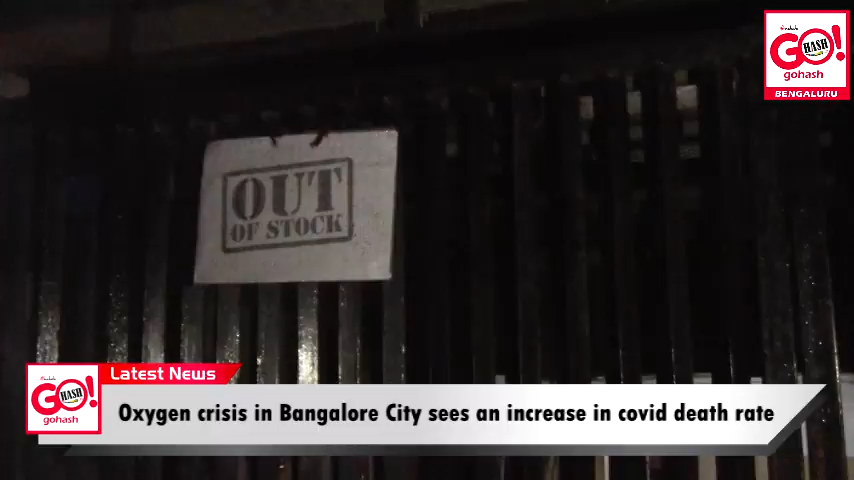 GO!
HASH
gohash
BENGALURU
OUT
OF STOCK
Latest News
GO!
HASH
gohash
Oxygen crisis in Bangalore City sees an increase in covid death rate